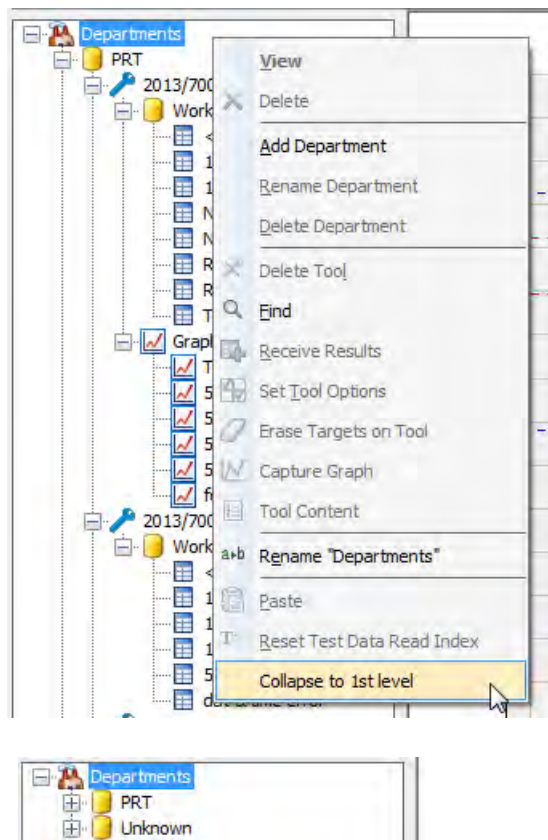 Departments
PRT
2013/700
Work
<
1
1
N
N
R
R
T
Grapl
T
5
5
5
5
fr
2013/700
Work
<
1
1
1
5
View
Delete
Add Department
Rename Department
Delete Department
Delete Tool
Find
Receive Results
Set Tool Options
Erase Targets on Tool
Capture Graph
Tool Content
Rename "Departments"
Paste
Reset Test Data Read Index
Collapse to 1st level
Departments
PRT
Unknown